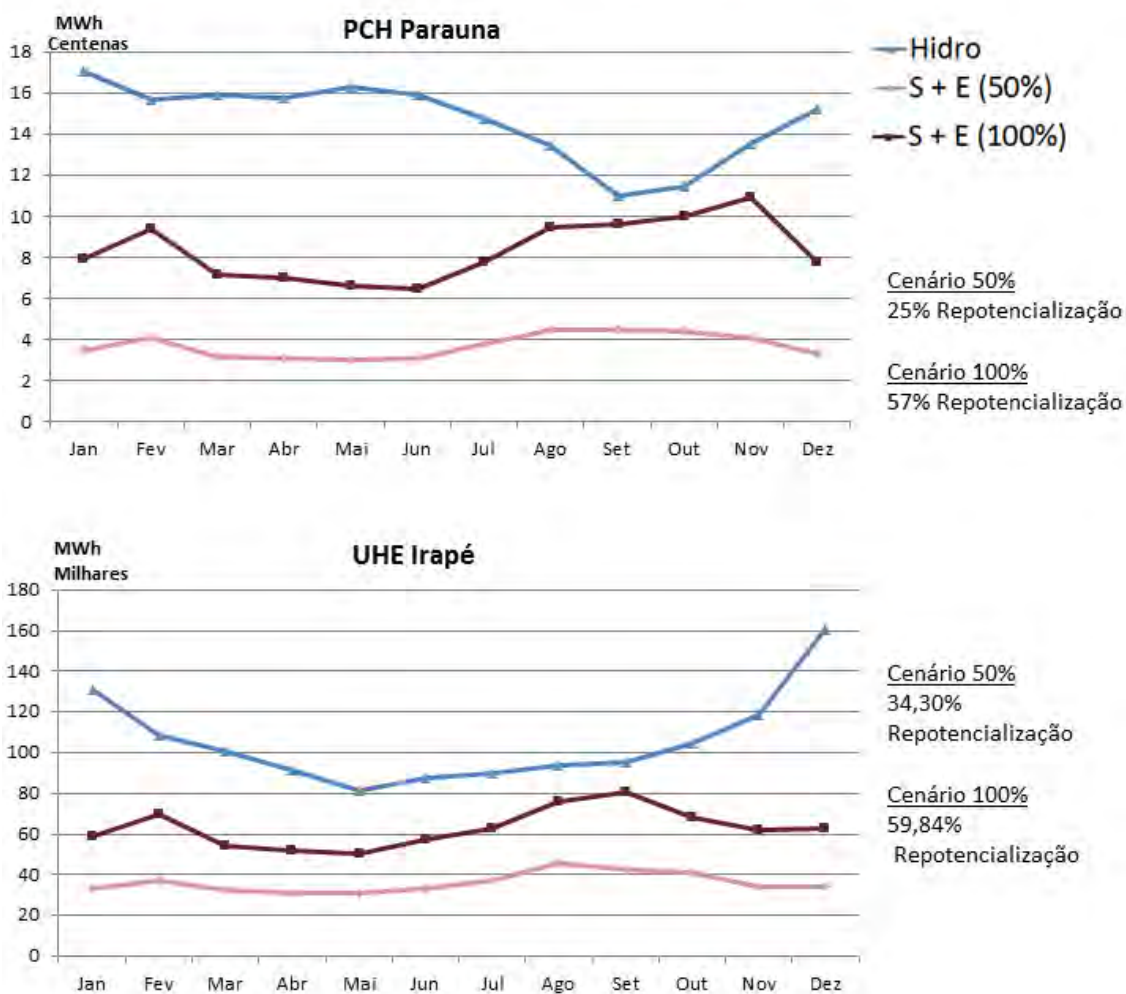 MWh
Centenas
PCH Parauna
18
16
14
12
10
8
6
4
2
0
Jan Fev Mar Abr Mai Jun Jul Ago Set Out Nov Dez
Hidro
S + E (50%)
S + E (100%)
Cenário 50%
25% Repotencialização
Cenário 100%
57% Repotencialização
MWh
Milhares
UHE Irapé
180
160
140
120
100
80
60
40
20
0
Jan Fev Mar Abr Mai Jun Jul Ago Set Out Nov Dez
Cenário 50%
34,30%
Repotencialização
Cenário 100%
59,84%
Repotencialização